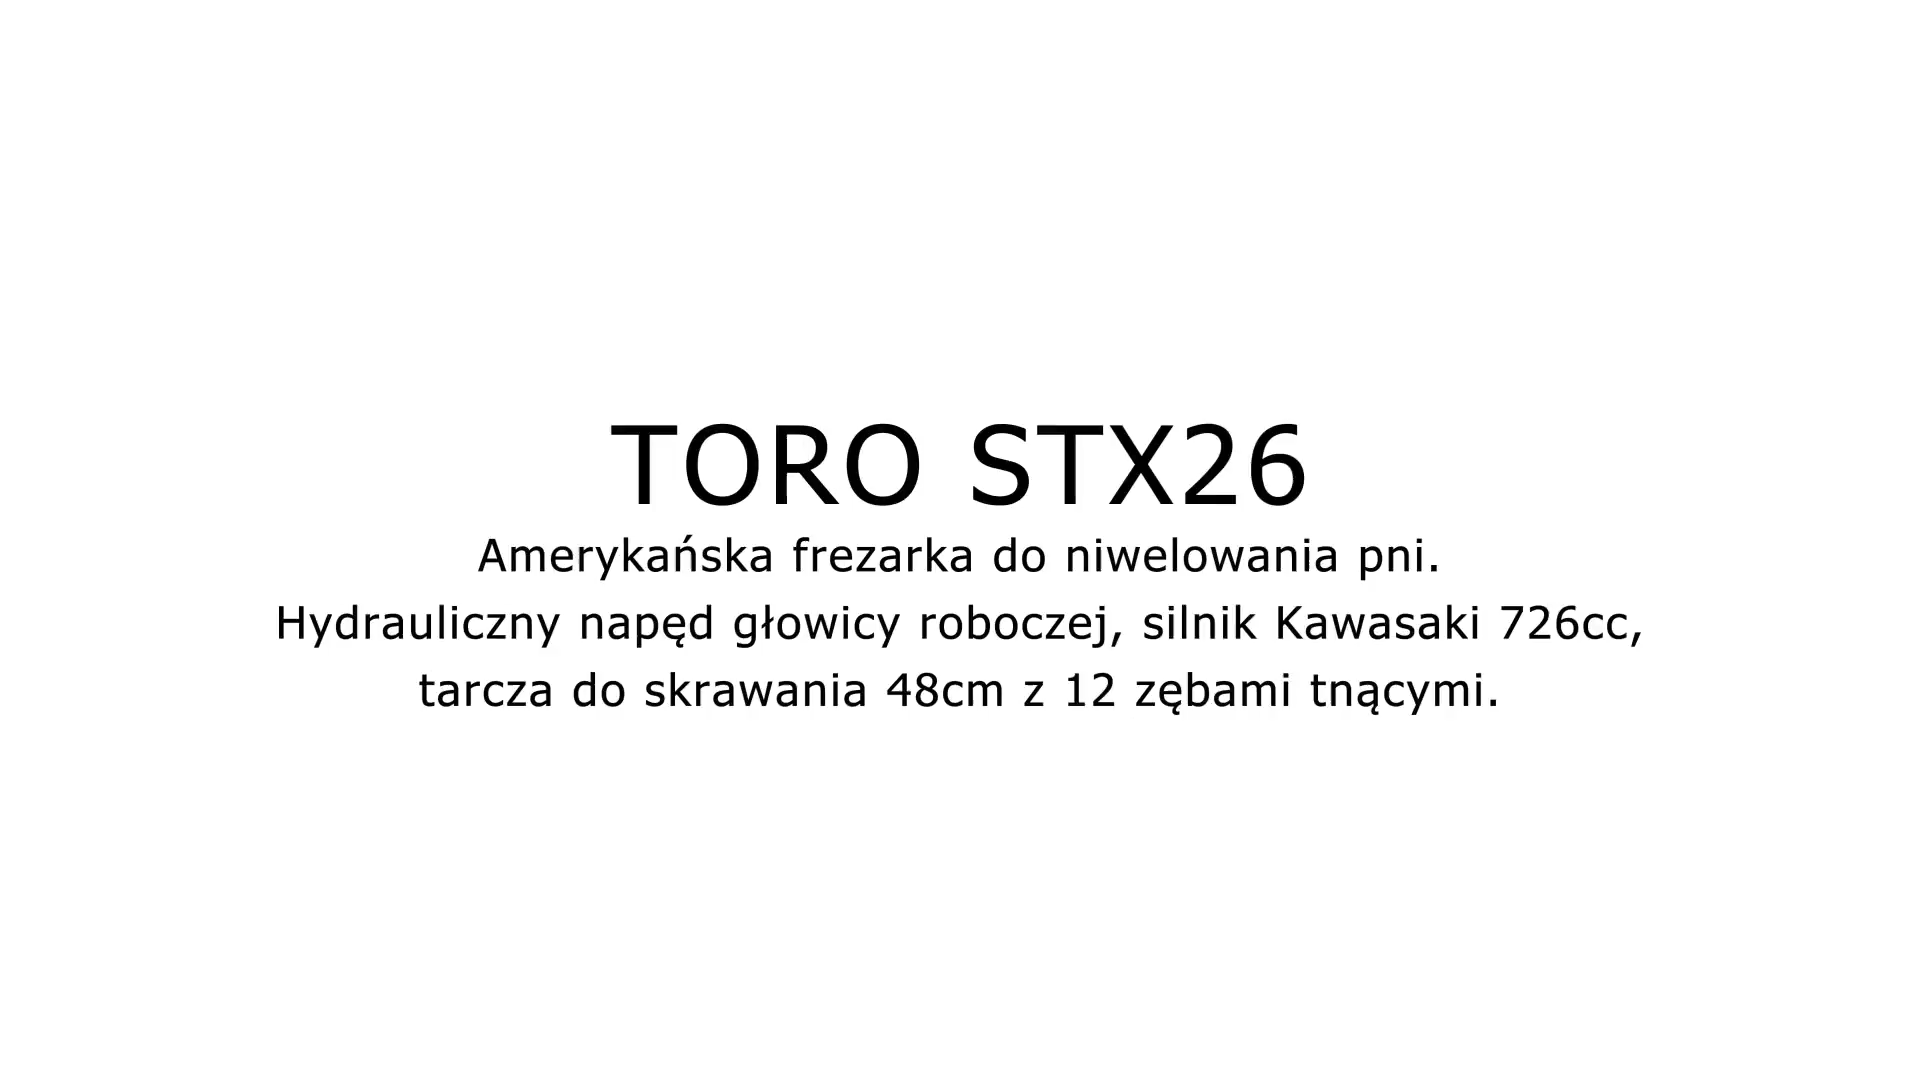 TORO STX26
Amerykańska frezarka do niwelowania pni.
Hydrauliczny napęd głowicy roboczej, silnik Kawasaki 726cc,
tarcza do skrawania 48cm z 12 zębami tnącymi.